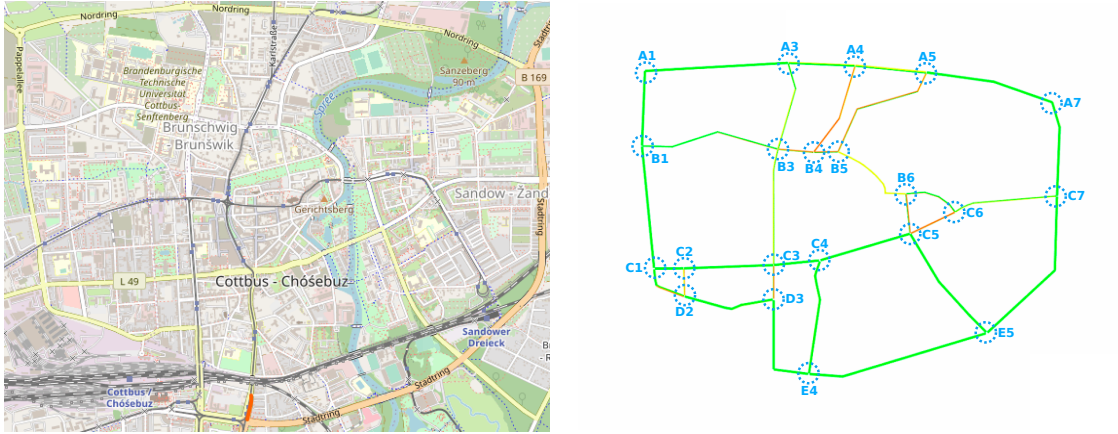 Nordring
Nordring
Nordring
Karlstraße
Stadtring
Pappelallee
Brandenburgische
Technische
Universität
Cottbus-
Senftenberg
Sanzeberg
90-m
B 169
Spree
Brunschwig
Brunświk
Sandow - Žand
Gerichtsberg
Stadtring
L 49
Cottbus - Chóśebuz
Sandower
Dreieck
B
- R
Stadtring
Cottbus /
Chóśebuz
Stadtring
A1
A3
A4
A5
A7
B1
B3
B4
B5
B6
C7
C6
C5
C4
C3
C2
C1
D3
D2
E5
E4